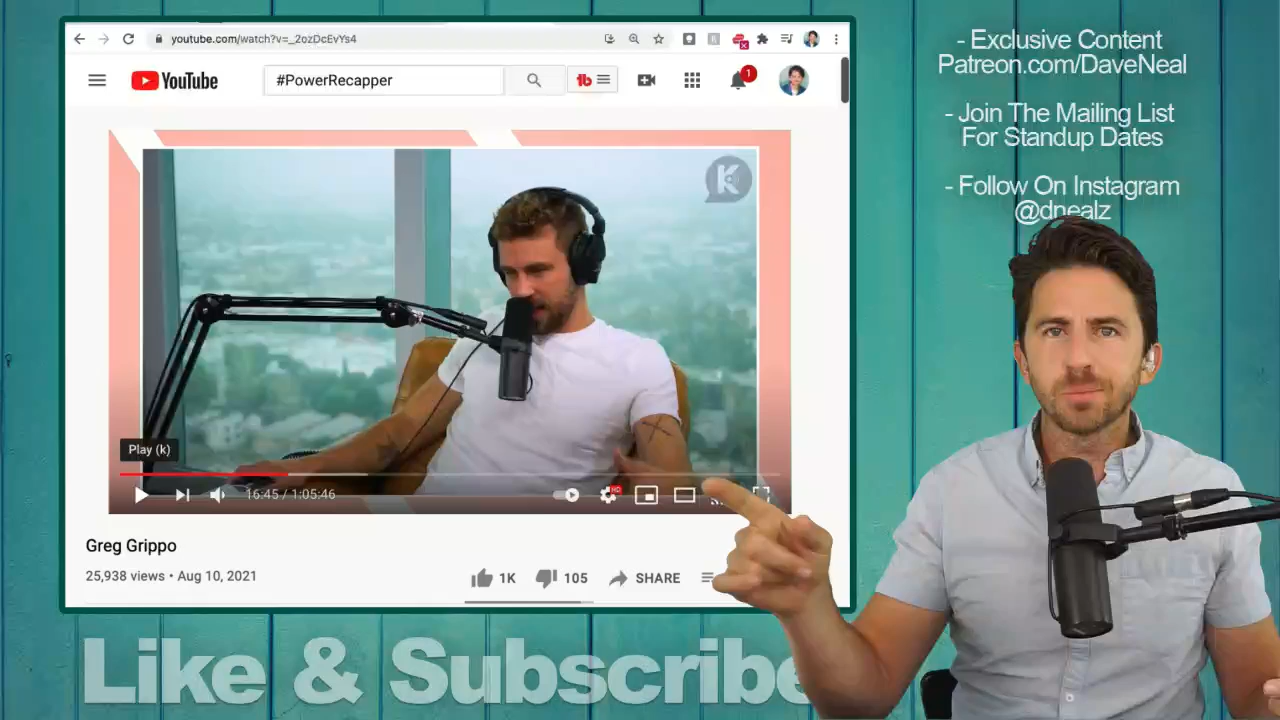 youtube.com/watch?v=_2ozDcEvYs4
YouTube
#PowerRecapper
tb
1
K
Play (k)
16:45 / 1:05:46
HD
Greg Grippo
25,938 views • Aug 10, 2021
1K
105
SHARE
- Exclusive Content
Patreon.com/DaveNeal
- Join The Mailing List
For Standup Dates
- Follow On Instagram
@dnealz
Like & Subscribe